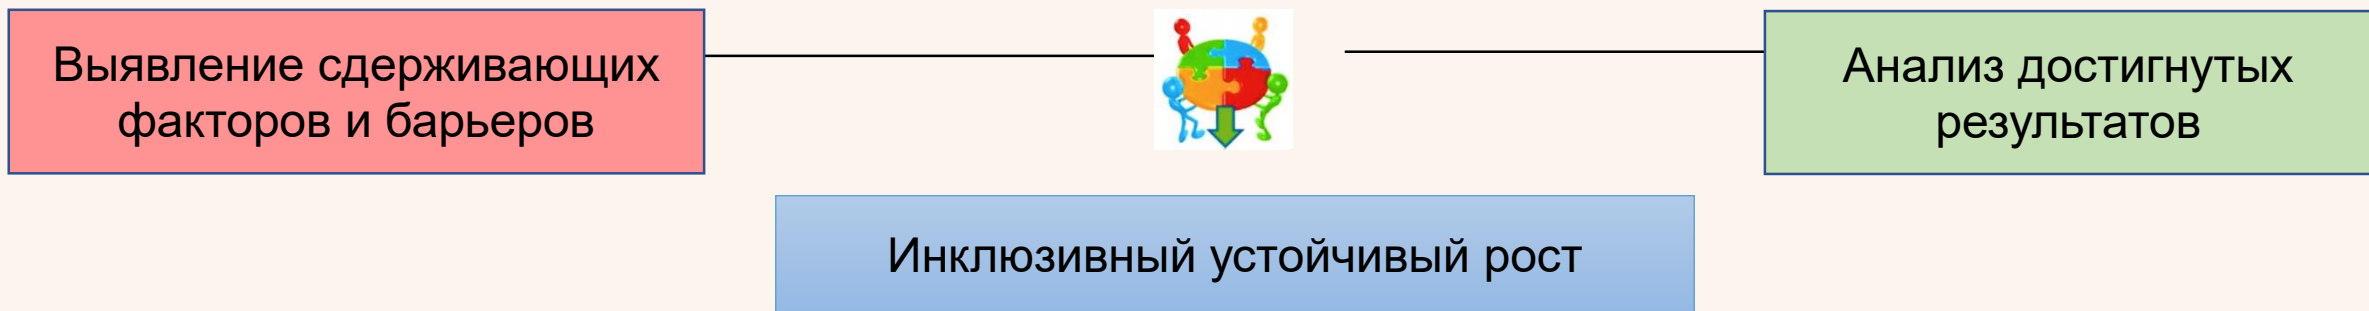 Выявление сдерживающих
факторов и барьеров
Анализ достигнутых
результатов
Инклюзивный устойчивый рост